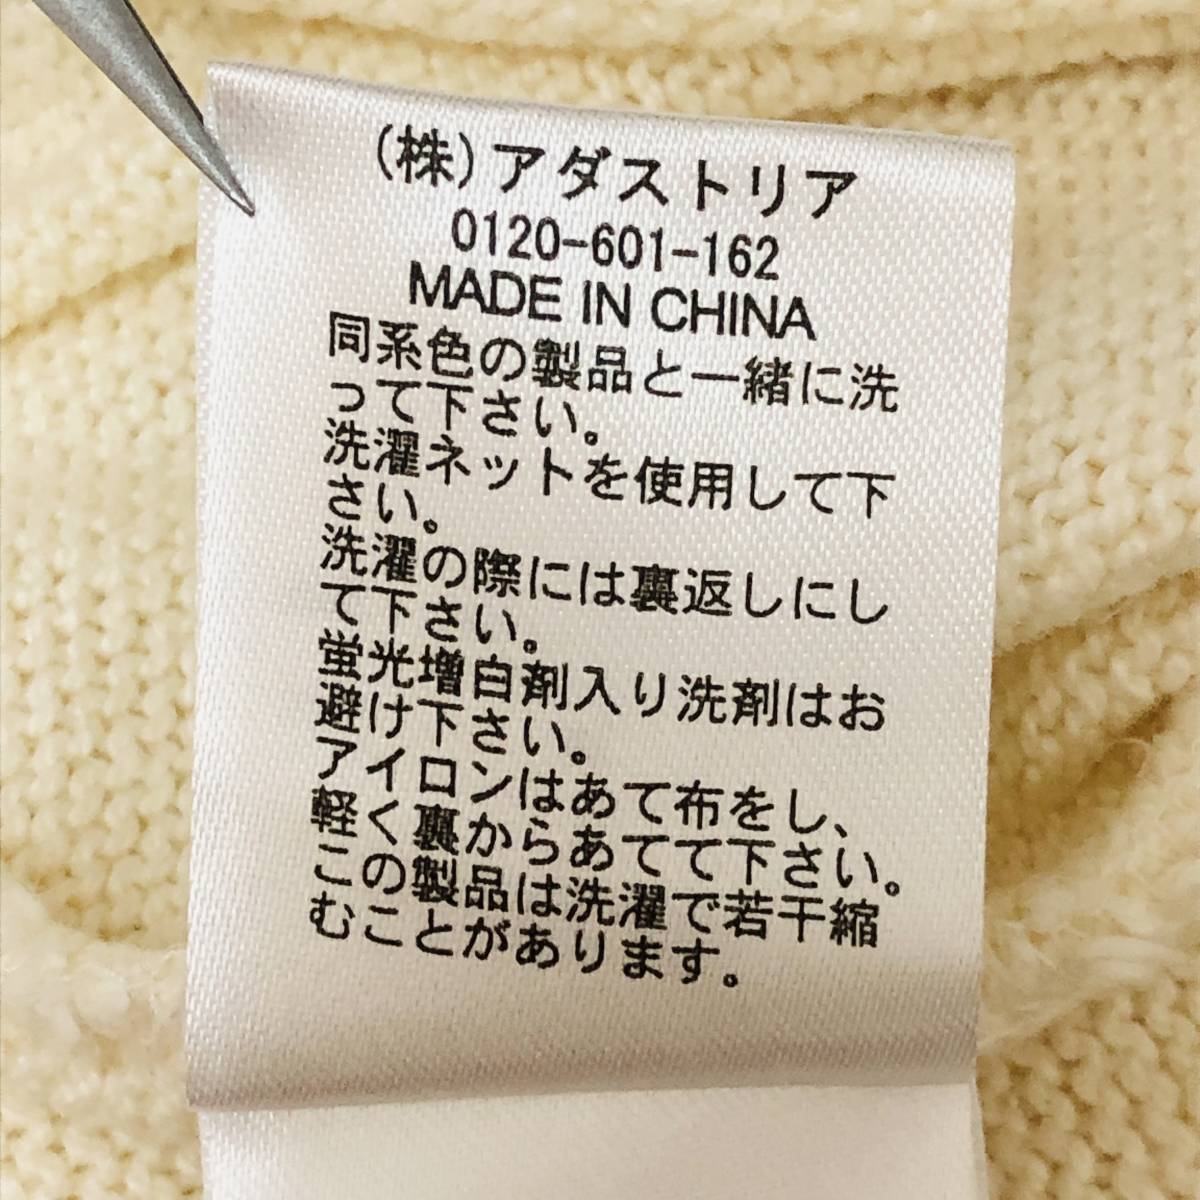 (株)アダストリア
0120-601-162
MADE IN CHINA
同系色の製品と一緒に洗
って下さい。
洗濯ネットを使用して下
さい。
洗濯の際には裏返しにし
て下さい。
蛍光増白剤入り洗剤はお
避け下さい。
アイロンはあて布をし、
軽く裏からあてて下さい。
この製品は洗濯で若干縮
むことがあります。